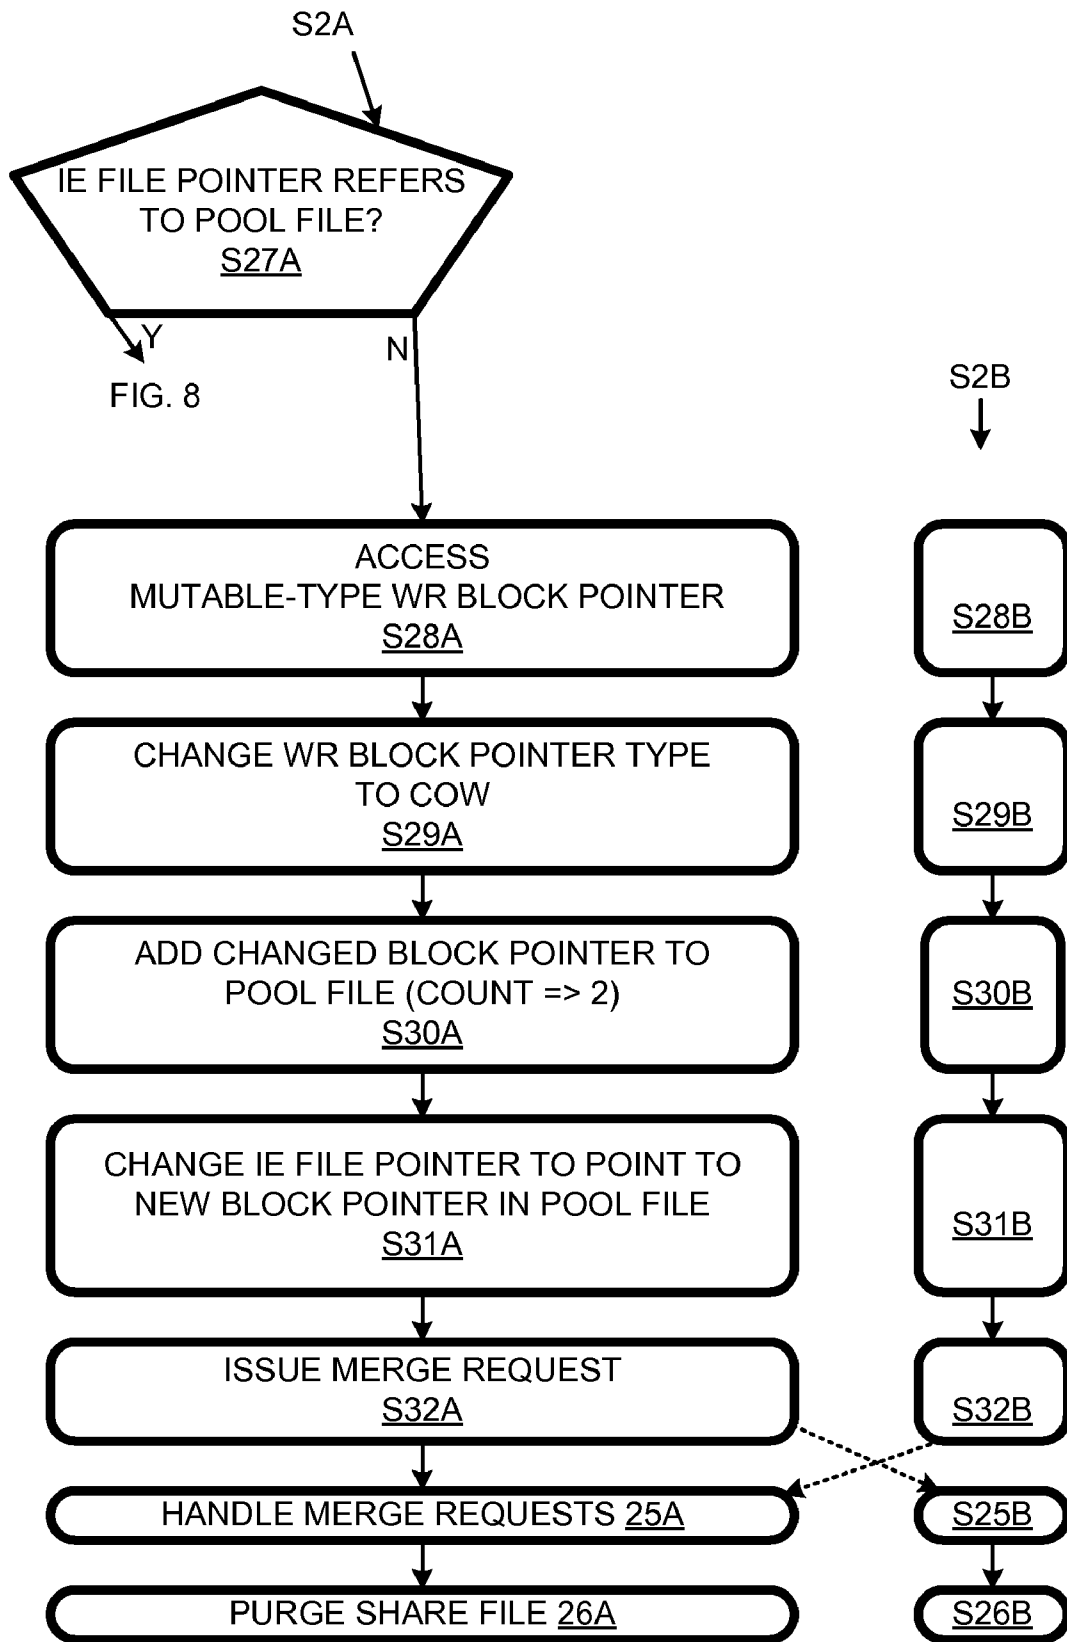 S2A
IE FILE POINTER REFERS
TO POOL FILE?
S27A
Y
N
FIG. 8
S2B
ACCESS
MUTABLE-TYPE WR BLOCK POINTER
S28A
S28B
CHANGE WR BLOCK POINTER TYPE
TO COW
S29A
S29B
ADD CHANGED BLOCK POINTER TO
POOL FILE (COUNT => 2)
S30A
S30B
CHANGE IE FILE POINTER TO POINT TO
NEW BLOCK POINTER IN POOL FILE
S31A
S31B
ISSUE MERGE REQUEST
S32A
S32B
HANDLE MERGE REQUESTS 25A
S25B
PURGE SHARE FILE 26A
S26B